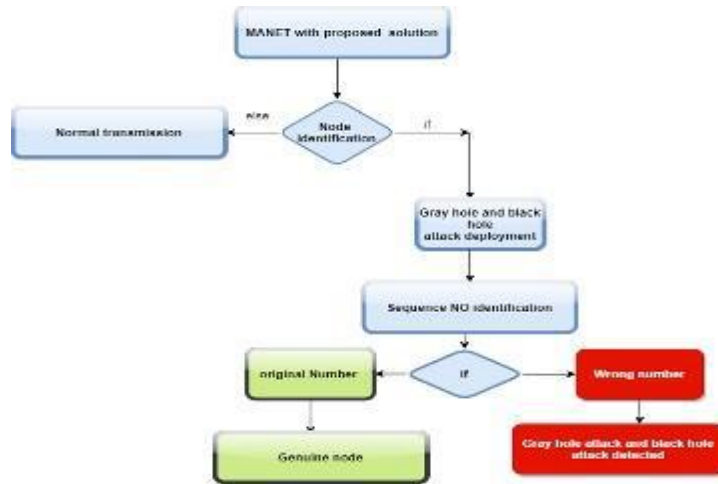 MANET with proposed solution
else
Node
identification
if
Normal transmission
Gray hole and black
hole
attack deployment
Sequence NO identification
original Number
if
Wrong number
Genuine node
Gray hole attack and black hole
attack detected